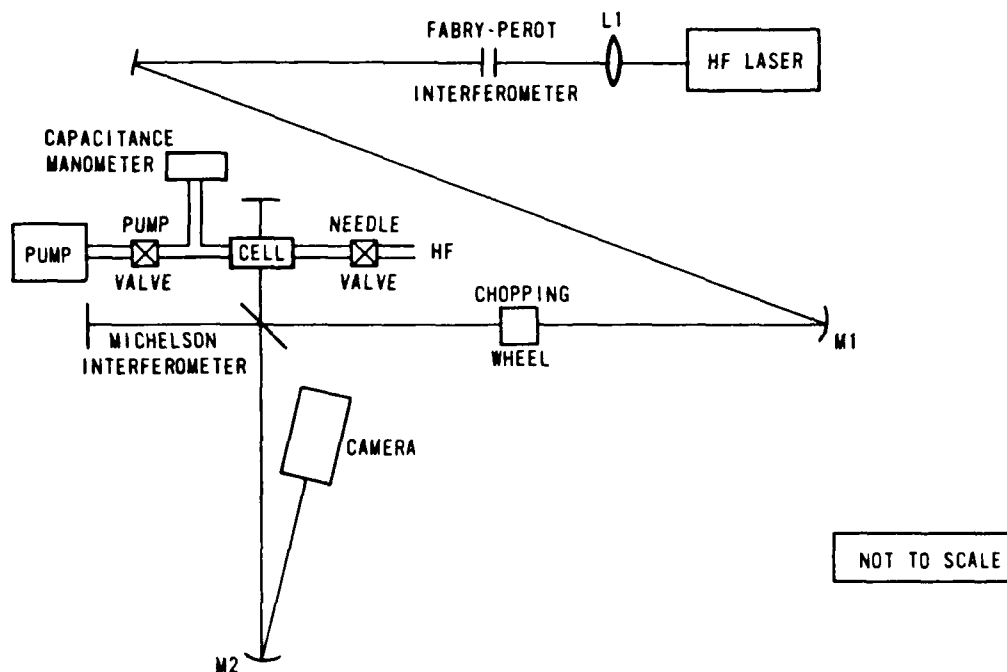 L1
FABRY-PEROT
INTERFEROMETER
HF LASER
CAPACITANCE
MANOMETER
PUMP
PUMP
VALVE
CELL
NEEDLE
VALVE
HF
CHOPPING
WHEEL
M1
MICHELSON
INTERFEROMETER
CAMERA
NOT TO SCALE
M2